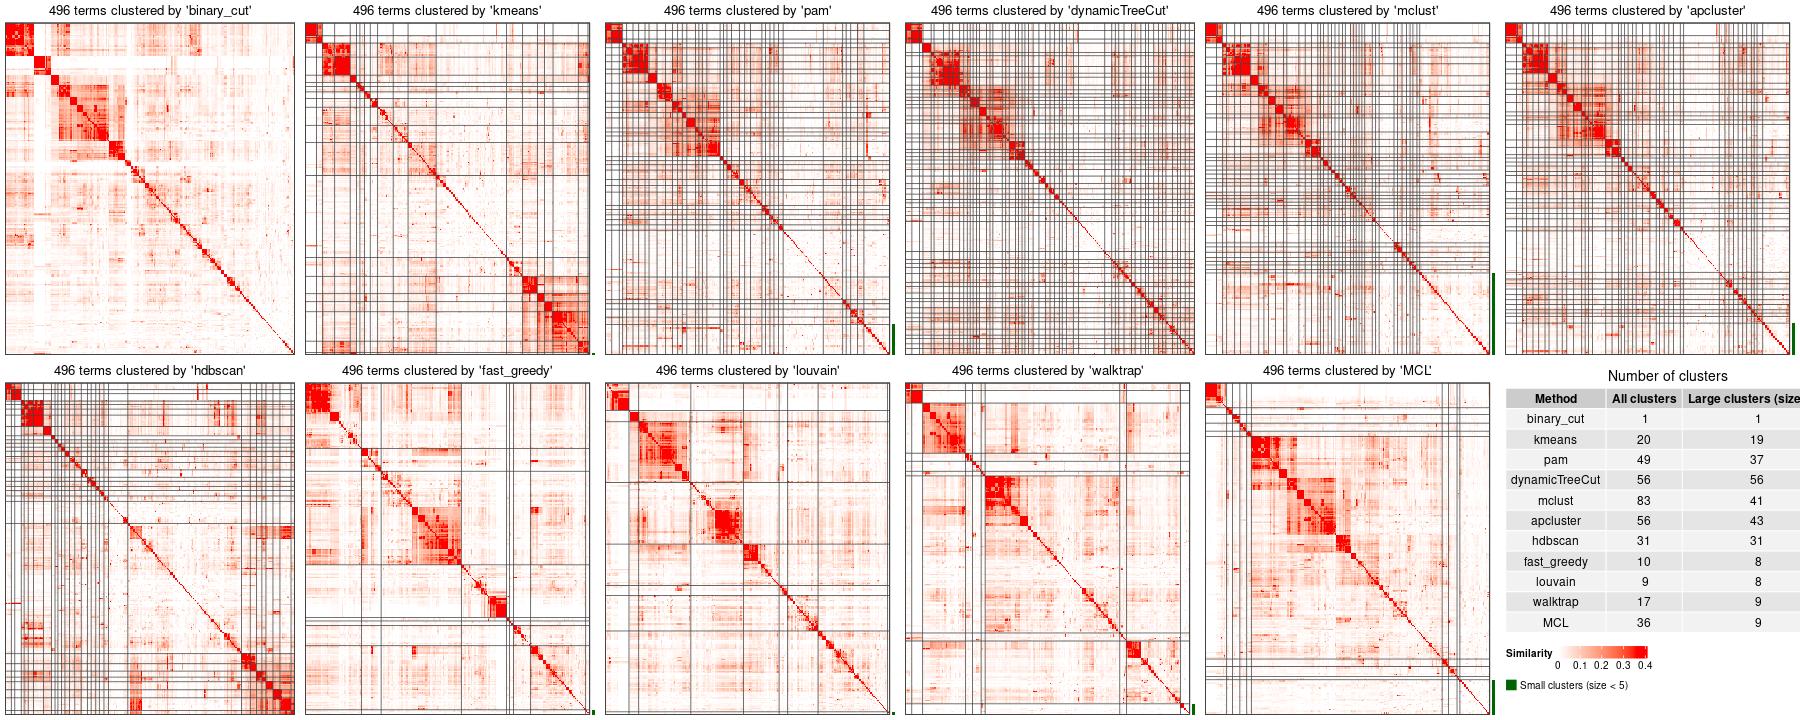 496 terms clustered by 'binary_cut'
496 terms clustered by 'kmeans'
496 terms clustered by 'pam'
496 terms clustered by 'dynamicTreeCut'
496 terms clustered by 'mclust'
496 terms clustered by 'apcluster'
496 terms clustered by 'hdbscan'
496 terms clustered by 'fast_greedy'
496 terms clustered by 'louvain'
496 terms clustered by 'walktrap'
496 terms clustered by 'MCL'
Number of clusters
Method All clusters Large clusters (size
binary_cut 1 1
kmeans 20 19
pam 49 37
dynamicTreeCut 56 56
mclust 83 41
apcluster 56 43
hdbscan 31 31
fast_greedy 10 8
louvain 9 8
walktrap 17 9
MCL 36 9
Similarity
0 0.1 0.2 0.3 0.4
Small clusters (size < 5)